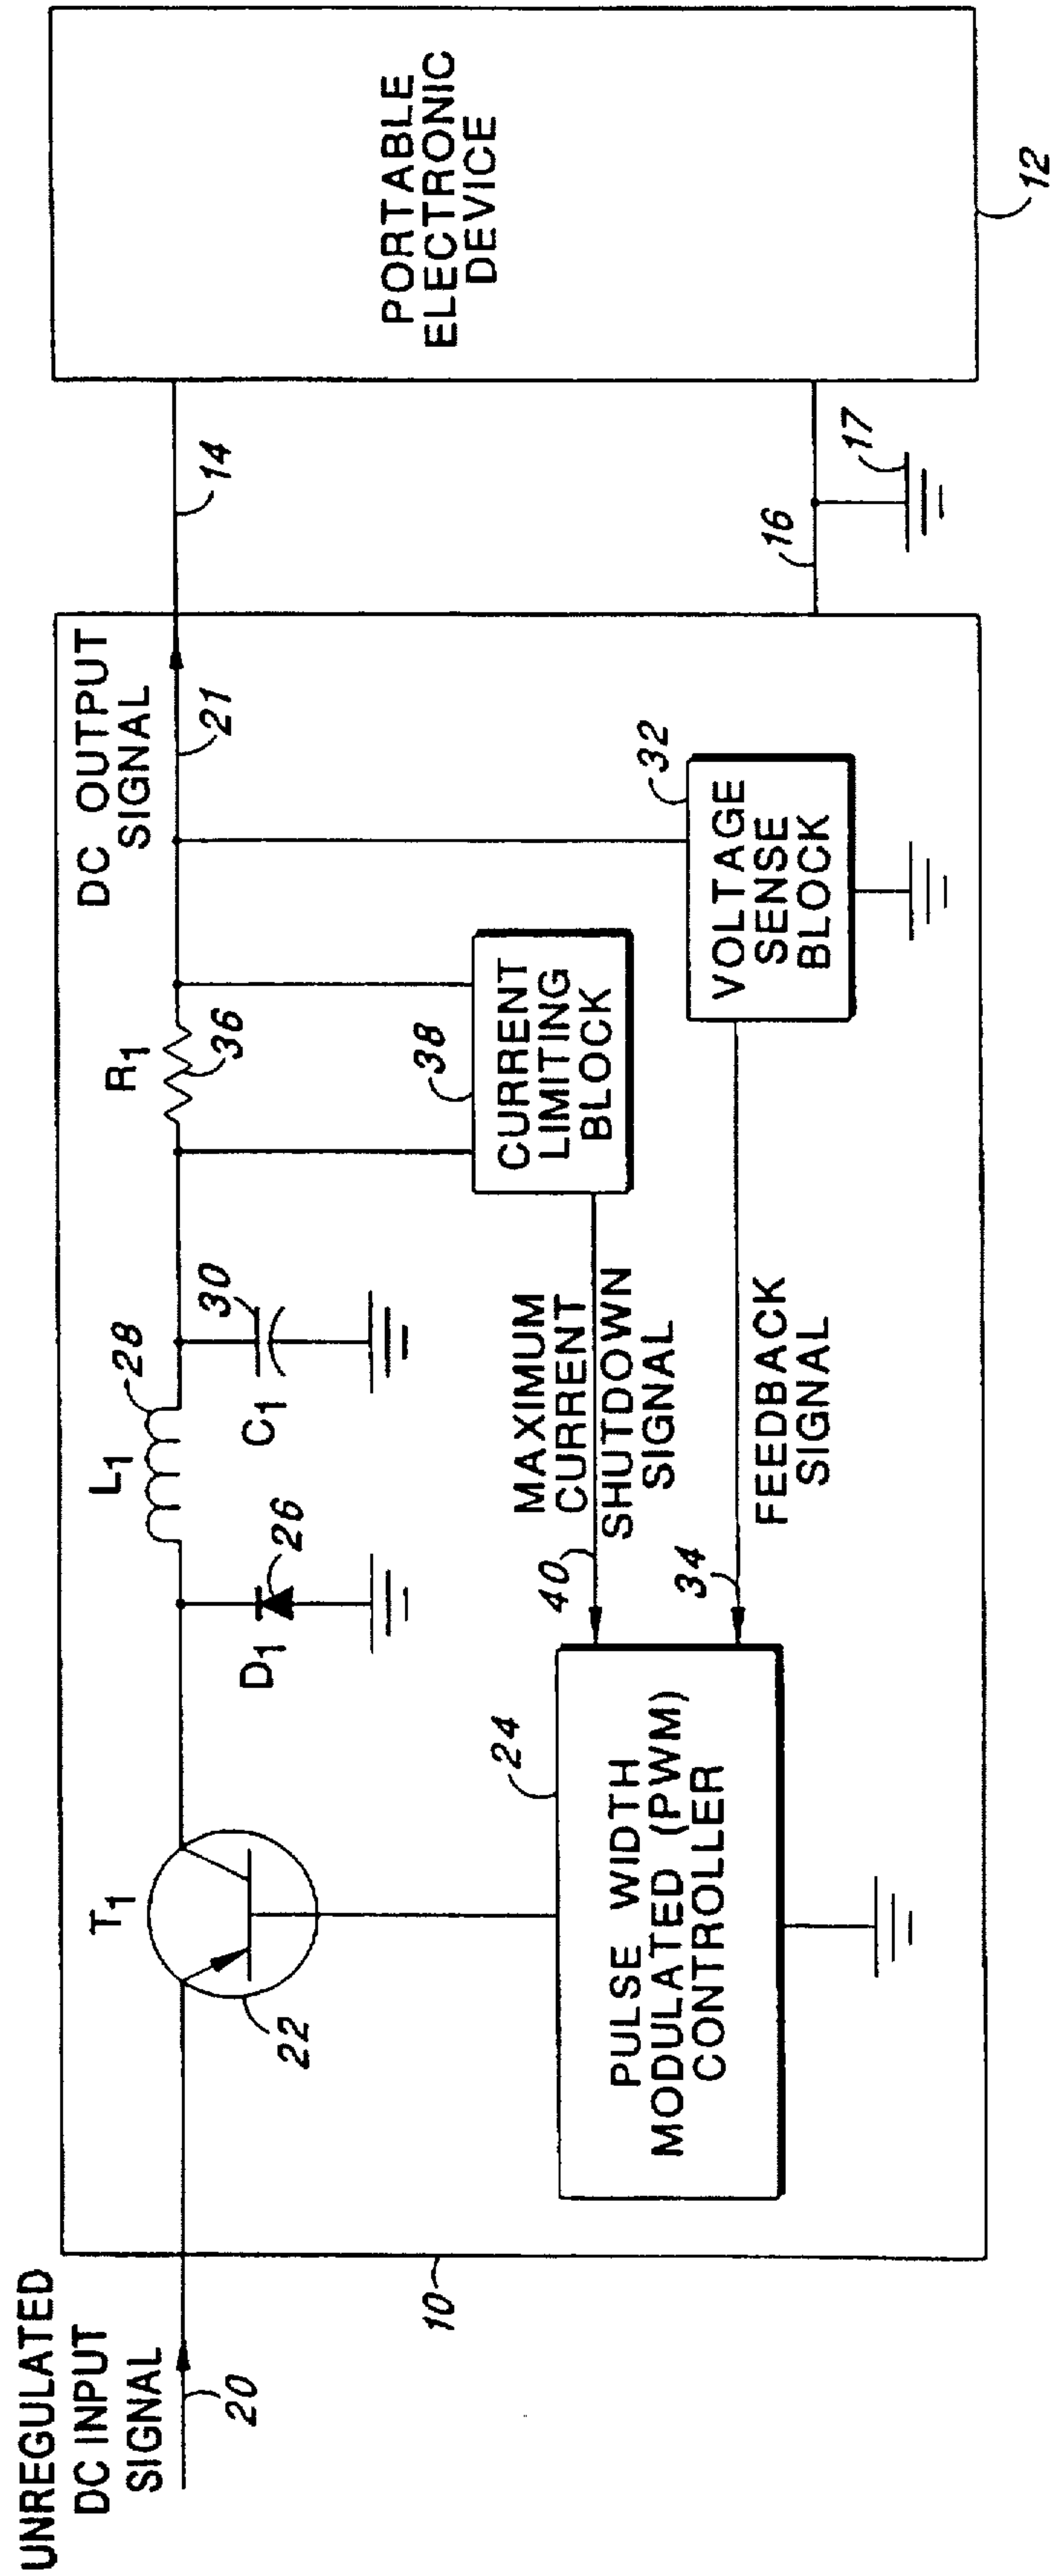 UNREGULATED
DC INPUT
SIGNAL
20
10
T1
22
D1
26
L1
28
C1
30
R1
36
DC OUTPUT
SIGNAL
21
14
PORTABLE
ELECTRONIC
DEVICE
12
16
17
PULSE WIDTH
MODULATED (PWM)
CONTROLLER
24
40
MAXIMUM
CURRENT
SHUTDOWN
SIGNAL
34
FEEDBACK
SIGNAL
38
CURRENT
LIMITING
BLOCK
32
VOLTAGE
SENSE
BLOCK